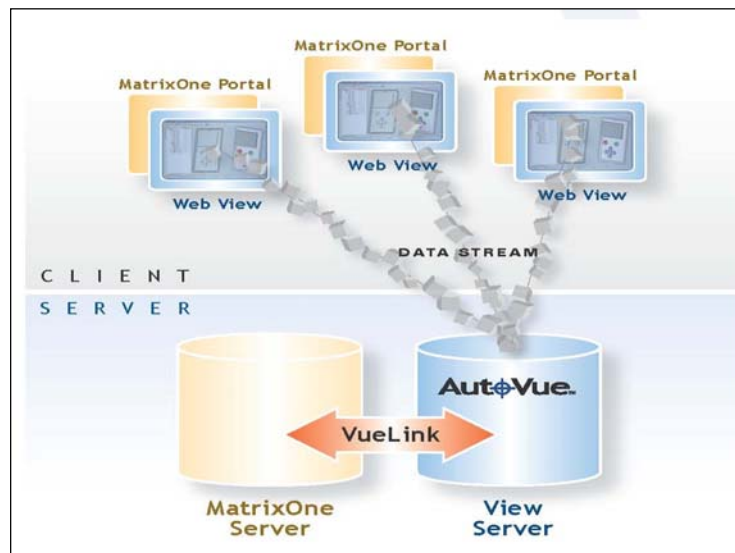 MatrixOne Portal
MatrixOne Portal
MatrixOne Portal
Web View
Web View
Web View
DATA STREAM
CLIENT
SERVER
AutoVue™
VueLink
MatrixOne
Server
View
Server